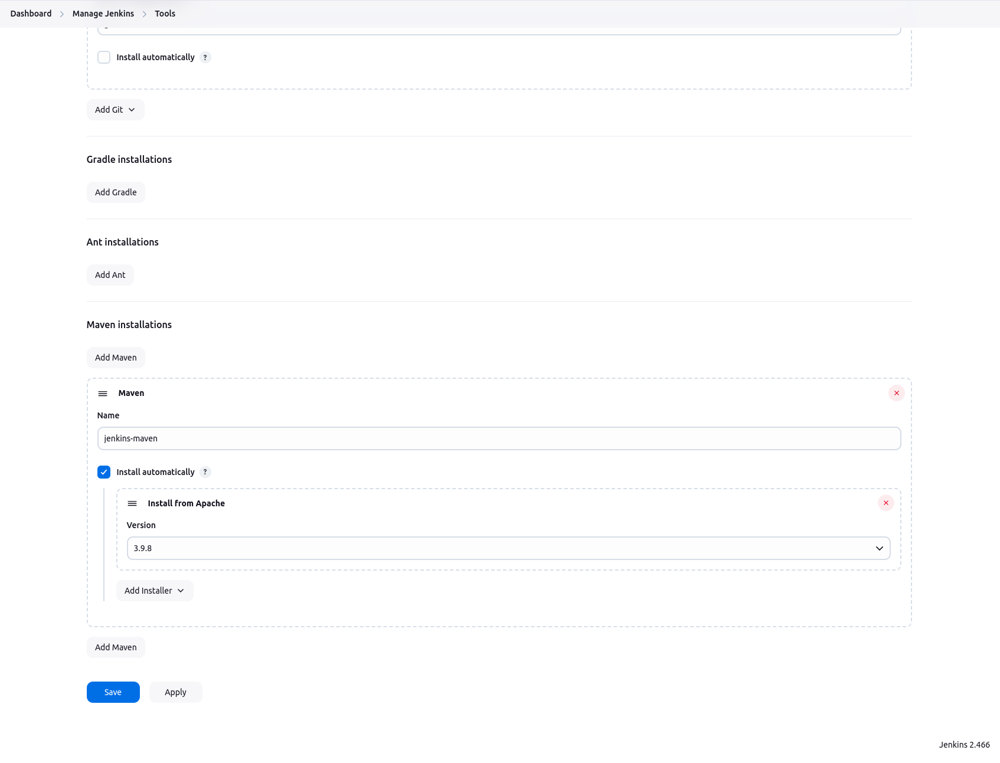 Dashboard > Manage Jenkins > Tools
Install automatically ?
Add Git
Gradle installations
Add Gradle
Ant installations
Add Ant
Maven installations
Add Maven
Maven
Name
jenkins-maven
Install automatically ?
Install from Apache
Version
3.9.8
Add Installer
Add Maven
Save Apply
Jenkins 2.466